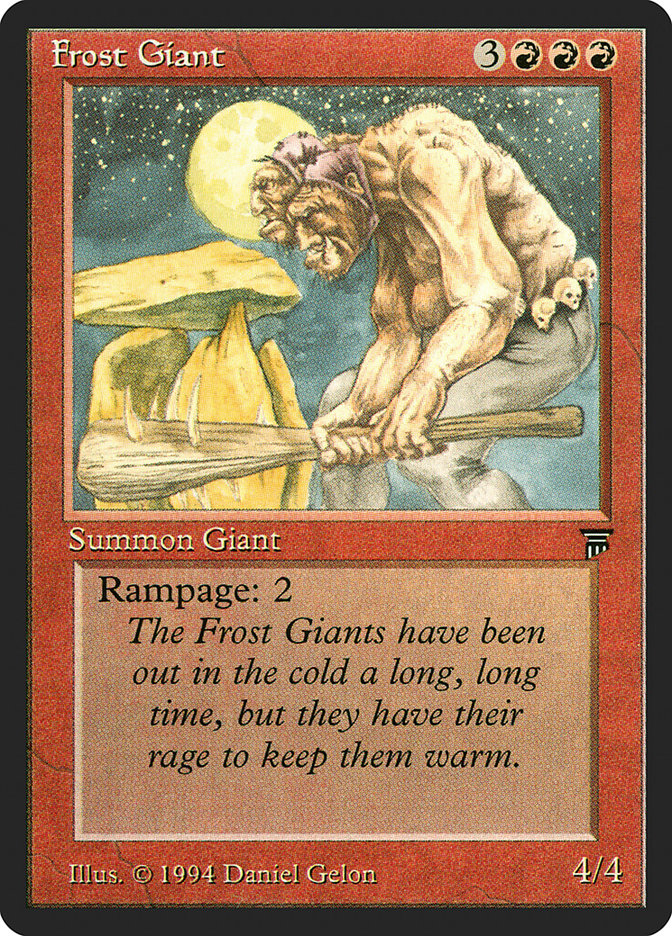 Frost Giant 3
Summon Giant
Rampage: 2
The Frost Giants have been
out in the cold a long, long
time, but they have their
rage to keep them warm.
Illus. © 1994 Daniel Gelon 4/4